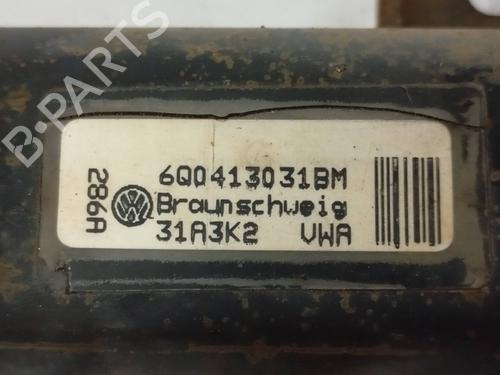 B-PARTS
286A
6Q0413031BM
Braunschweig
31A3K2 VWA